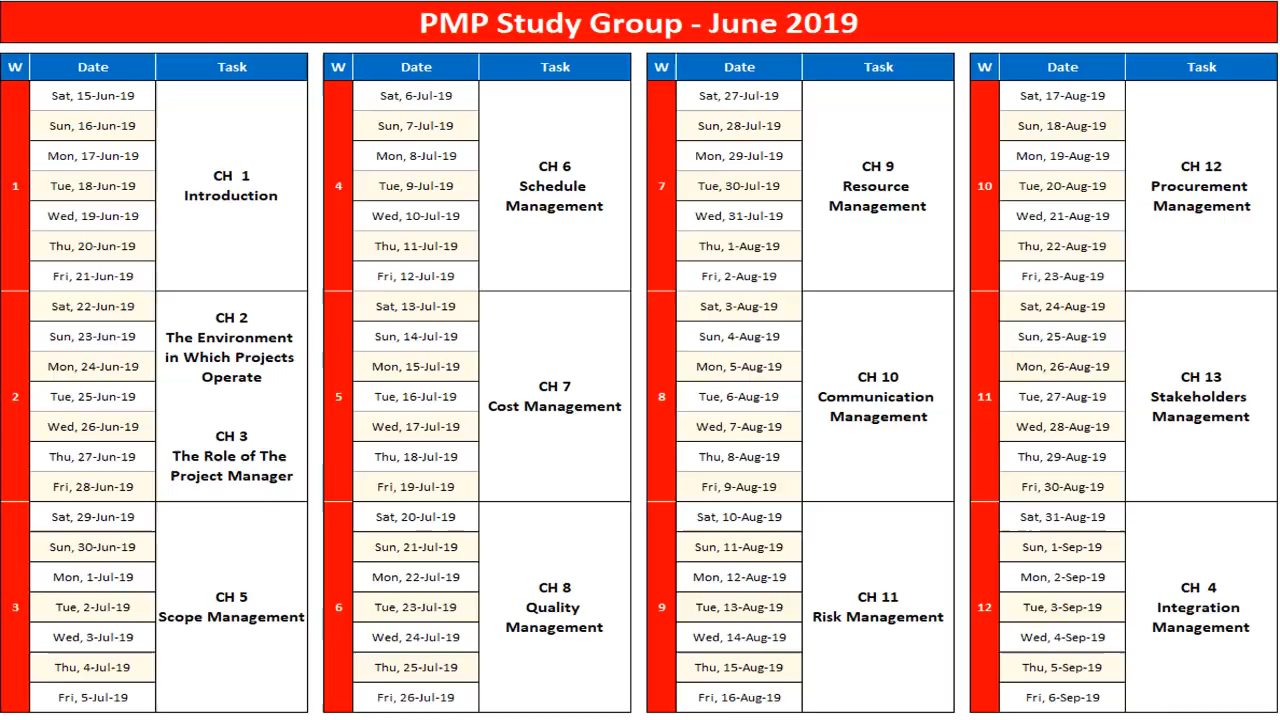 PMP Study Group - June 2019
W Date Task
1
Sat, 15-Jun-19
Sun, 16-Jun-19
Mon, 17-Jun-19
Tue, 18-Jun-19
Wed, 19-Jun-19
Thu, 20-Jun-19
Fri, 21-Jun-19
CH 1
Introduction
2
Sat, 22-Jun-19
Sun, 23-Jun-19
Mon, 24-Jun-19
Tue, 25-Jun-19
Wed, 26-Jun-19
Thu, 27-Jun-19
Fri, 28-Jun-19
CH 2
The Environment
in Which Projects
Operate
CH 3
The Role of The
Project Manager
3
Sat, 29-Jun-19
Sun, 30-Jun-19
Mon, 1-Jul-19
Tue, 2-Jul-19
Wed, 3-Jul-19
Thu, 4-Jul-19
Fri, 5-Jul-19
CH 5
Scope Management
W Date Task
4
Sat, 6-Jul-19
Sun, 7-Jul-19
Mon, 8-Jul-19
Tue, 9-Jul-19
Wed, 10-Jul-19
Thu, 11-Jul-19
Fri, 12-Jul-19
CH 6
Schedule
Management
5
Sat, 13-Jul-19
Sun, 14-Jul-19
Mon, 15-Jul-19
Tue, 16-Jul-19
Wed, 17-Jul-19
Thu, 18-Jul-19
Fri, 19-Jul-19
CH 7
Cost Management
6
Sat, 20-Jul-19
Sun, 21-Jul-19
Mon, 22-Jul-19
Tue, 23-Jul-19
Wed, 24-Jul-19
Thu, 25-Jul-19
Fri, 26-Jul-19
CH 8
Quality
Management
W Date Task
7
Sat, 27-Jul-19
Sun, 28-Jul-19
Mon, 29-Jul-19
Tue, 30-Jul-19
Wed, 31-Jul-19
Thu, 1-Aug-19
Fri, 2-Aug-19
CH 9
Resource
Management
8
Sat, 3-Aug-19
Sun, 4-Aug-19
Mon, 5-Aug-19
Tue, 6-Aug-19
Wed, 7-Aug-19
Thu, 8-Aug-19
Fri, 9-Aug-19
CH 10
Communication
Management
9
Sat, 10-Aug-19
Sun, 11-Aug-19
Mon, 12-Aug-19
Tue, 13-Aug-19
Wed, 14-Aug-19
Thu, 15-Aug-19
Fri, 16-Aug-19
CH 11
Risk Management
W Date Task
10
Sat, 17-Aug-19
Sun, 18-Aug-19
Mon, 19-Aug-19
Tue, 20-Aug-19
Wed, 21-Aug-19
Thu, 22-Aug-19
Fri, 23-Aug-19
CH 12
Procurement
Management
11
Sat, 24-Aug-19
Sun, 25-Aug-19
Mon, 26-Aug-19
Tue, 27-Aug-19
Wed, 28-Aug-19
Thu, 29-Aug-19
Fri, 30-Aug-19
CH 13
Stakeholders
Management
12
Sat, 31-Aug-19
Sun, 1-Sep-19
Mon, 2-Sep-19
Tue, 3-Sep-19
Wed, 4-Sep-19
Thu, 5-Sep-19
Fri, 6-Sep-19
CH 4
Integration
Management